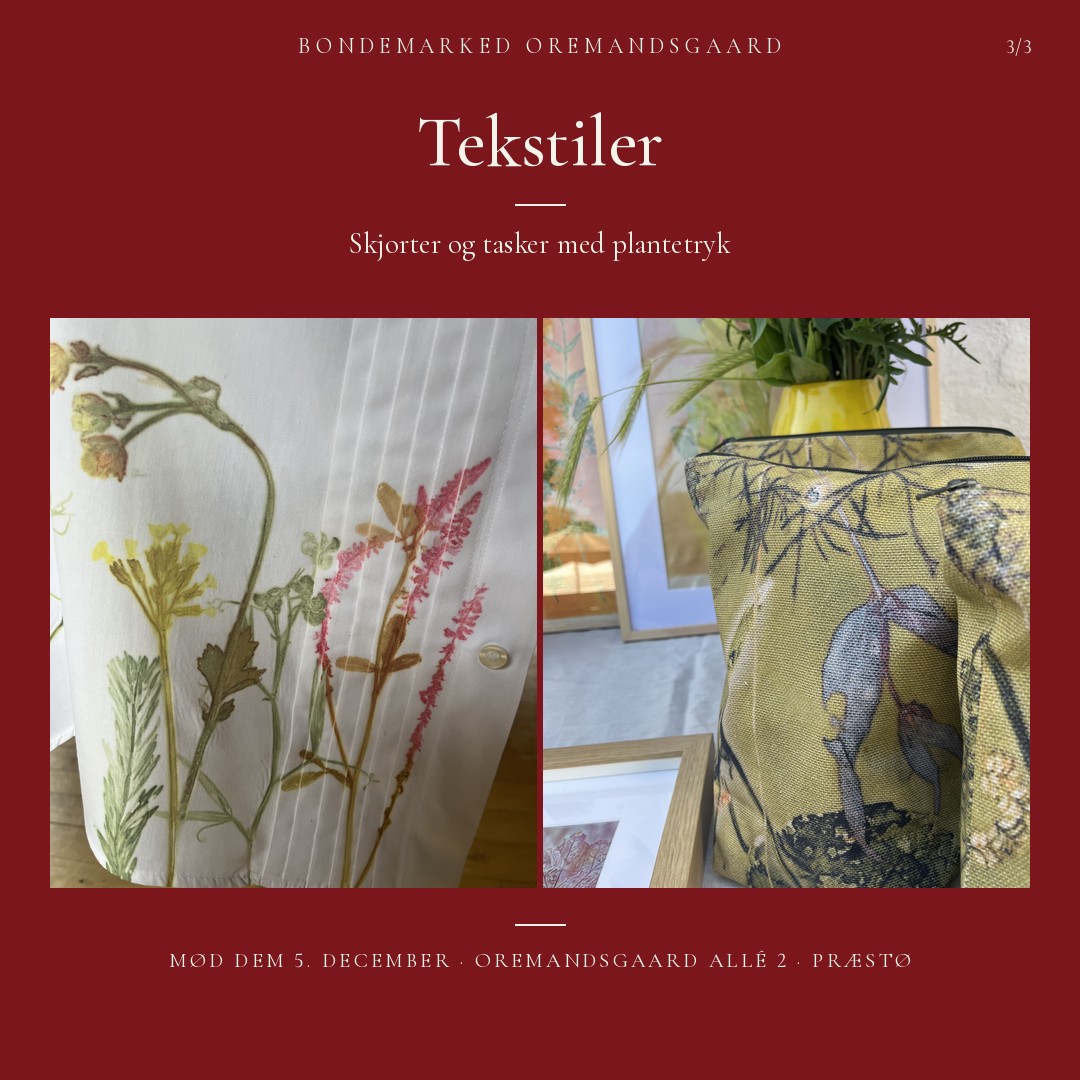 BONDEMARKED OREMANDSGAARD
3/3
Tekstiler
Skjorter og tasker med plantetryk
MØD DEM 5. DECEMBER · OREMANDSGAARD ALLÉ 2 · PRÆSTØ